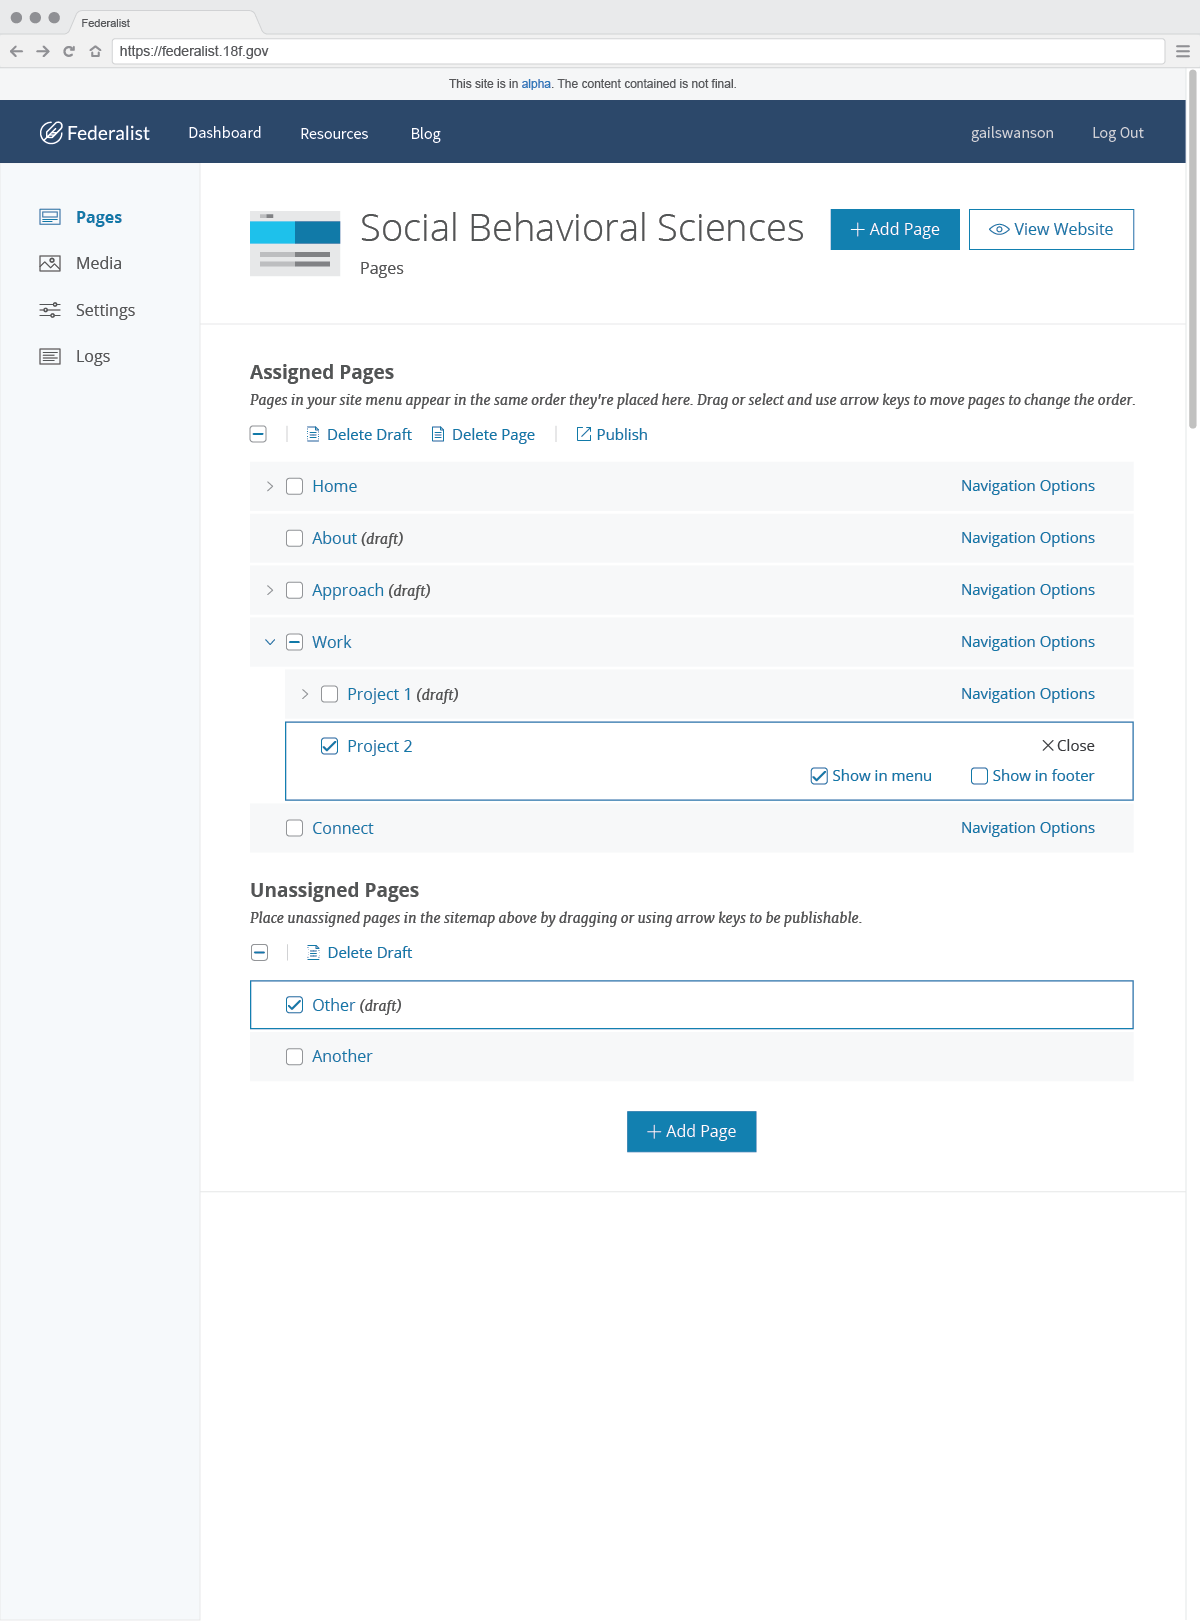 Federalist
https://federalist.18f.gov
This site is in alpha. The content contained is not final.
Federalist Dashboard Resources Blog gailswanson Log Out
Pages
Media
Settings
Logs
Social Behavioral Sciences
Pages
Add Page
View Website
Assigned Pages
Pages in your site menu appear in the same order they're placed here. Drag or select and use arrow keys to move pages to change the order.
Delete Draft Delete Page Publish
Home Navigation Options
About (draft) Navigation Options
Approach (draft) Navigation Options
Work Navigation Options
Project 1 (draft) Navigation Options
Project 2 Close
Show in menu Show in footer
Connect Navigation Options
Unassigned Pages
Place unassigned pages in the sitemap above by dragging or using arrow keys to be publishable.
Delete Draft
Other (draft)
Another
Add Page